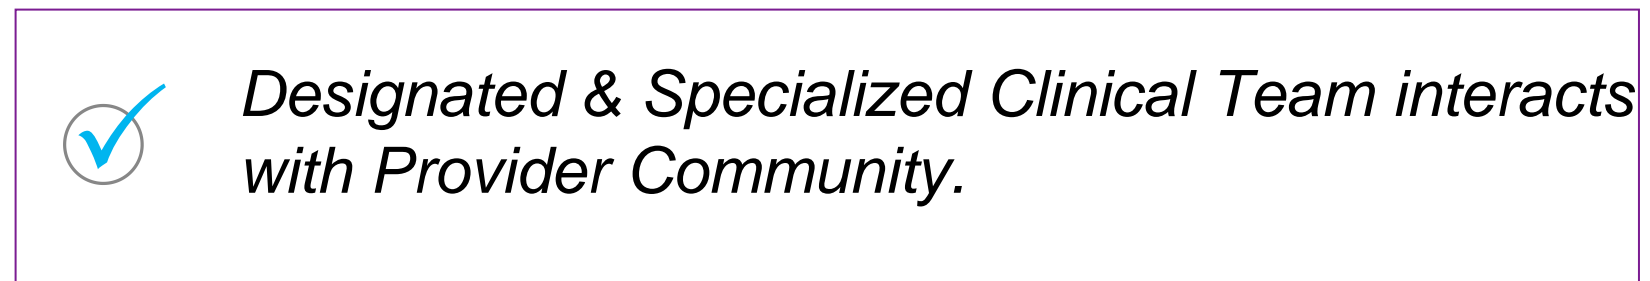 Designated & Specialized Clinical Team interacts
with Provider Community.